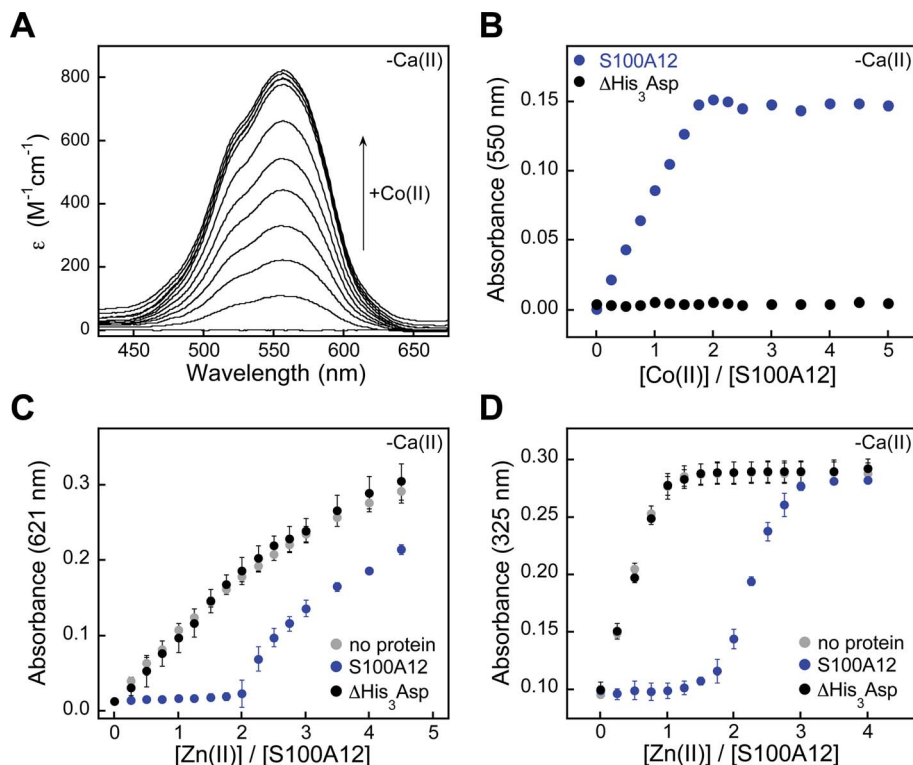 A
-Ca(II)
800
600
400
200
0
ε (M⁻¹cm⁻¹)
+Co(II)
450 500 550 600 650
Wavelength (nm)
B
-Ca(II)
S100A12
ΔHis₃Asp
0.15
0.10
0.05
0.00
Absorbance (550 nm)
0 1 2 3 4 5
[Co(II)] / [S100A12]
C
-Ca(II)
0.3
0.2
0.1
0.0
Absorbance (621 nm)
no protein
S100A12
ΔHis₃Asp
0 1 2 3 4 5
[Zn(II)] / [S100A12]
D
-Ca(II)
0.30
0.25
0.20
0.15
0.10
Absorbance (325 nm)
no protein
S100A12
ΔHis₃Asp
0 1 2 3 4
[Zn(II)] / [S100A12]